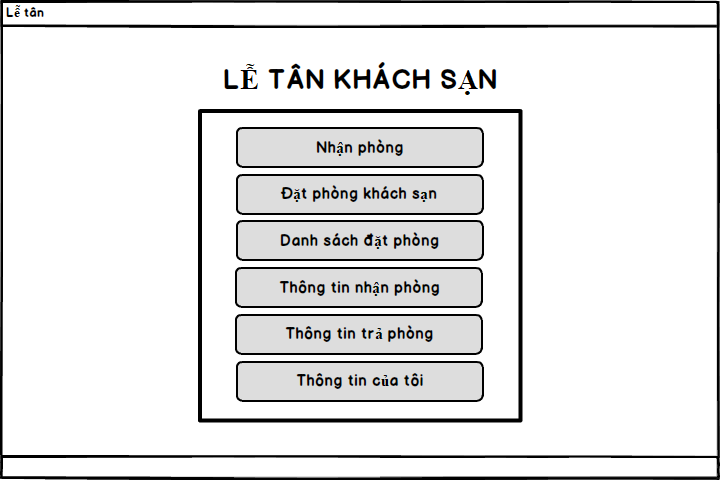 Lễ tân
LỄ TÂN KHÁCH SẠN
Nhận phòng
Đặt phòng khách sạn
Danh sách đặt phòng
Thông tin nhận phòng
Thông tin trả phòng
Thông tin của tôi